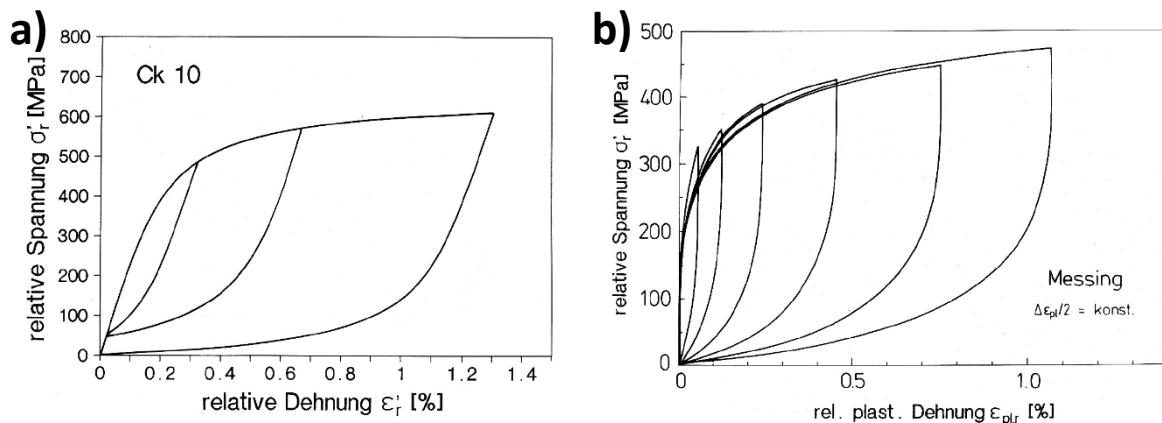 a)
800
700
600
500
400
300
200
100
0
Ck 10
relative Spannung σ'r [MPa]
0 0.2 0.4 0.6 0.8 1 1.2 1.4
relative Dehnung ε'r [%]
b)
500
400
300
200
100
0
relative Spannung σ'r [MPa]
Messing
Δεpl/2 = konst.
0 0.5 1.0
rel. plast. Dehnung εpl,r [%]